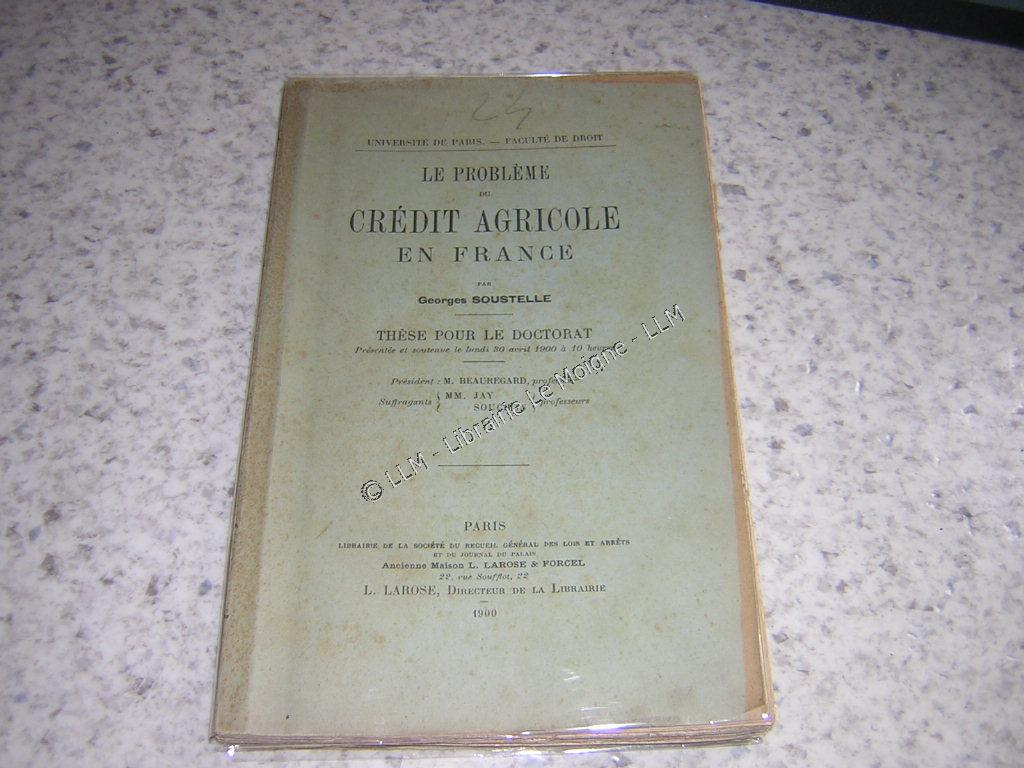 24
UNIVERSITÉ DE PARIS. — FACULTÉ DE DROIT
LE PROBLÈME
DU
CRÉDIT AGRICOLE
EN FRANCE
PAR
Georges SOUSTELLE
THÈSE POUR LE DOCTORAT
Présentée et soutenue le lundi 30 avril 1900 à 10 heures
Président : M. BEAUREGARD,
Suffragants { MM. JAY
professeurs
© LLM - Librairie Le Moigne - LLM
PARIS
LIBRAIRIE DE LA SOCIÉTÉ DU RECUEIL GÉNÉRAL DES LOIS ET ARRÊTS
ET DU JOURNAL DU PALAIS
Ancienne Maison L. LAROSE & FORCEL
22, rue Soufflot, 22
L. LAROSE, DIRECTEUR DE LA LIBRAIRIE
1900